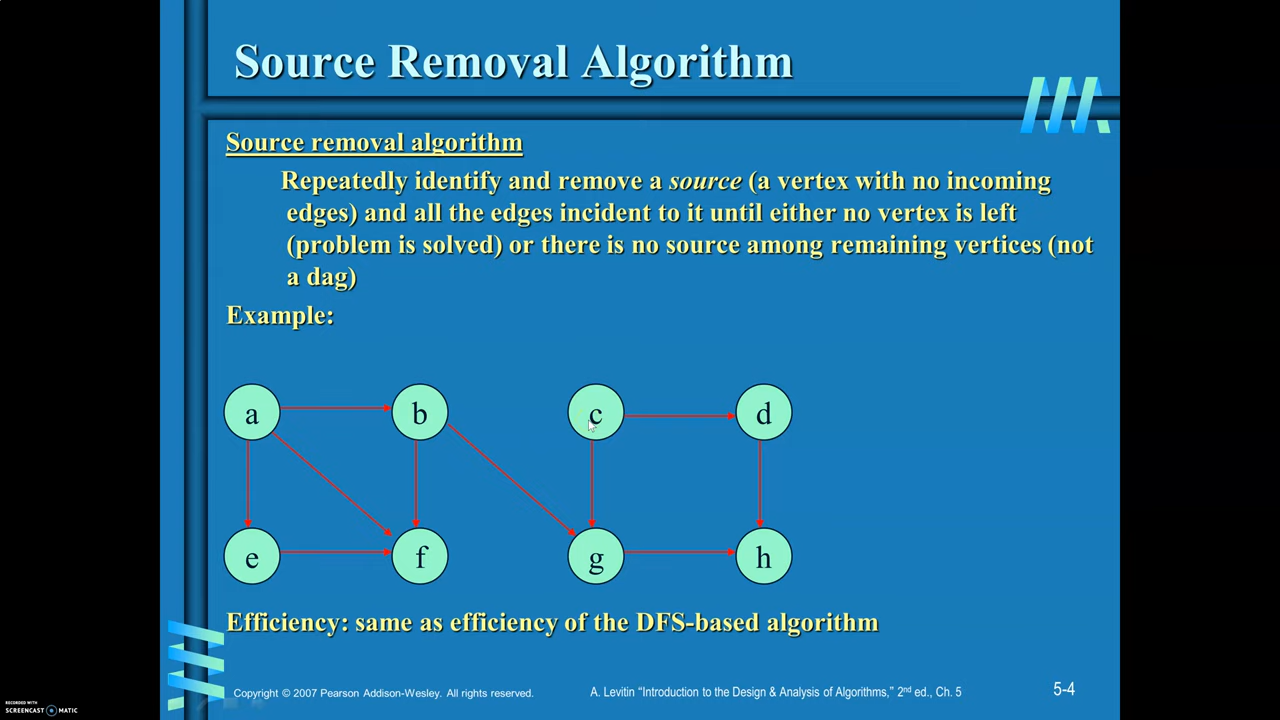 Source Removal Algorithm
Source removal algorithm
Repeatedly identify and remove a source (a vertex with no incoming
edges) and all the edges incident to it until either no vertex is left
(problem is solved) or there is no source among remaining vertices (not
a dag)
Example:
a b c d
e f g h
Efficiency: same as efficiency of the DFS-based algorithm
Copyright © 2007 Pearson Addison-Wesley. All rights reserved.
A. Levitin “Introduction to the Design & Analysis of Algorithms,” 2nd ed., Ch. 5
5-4
RECORDED WITH
SCREENCAST MATIC